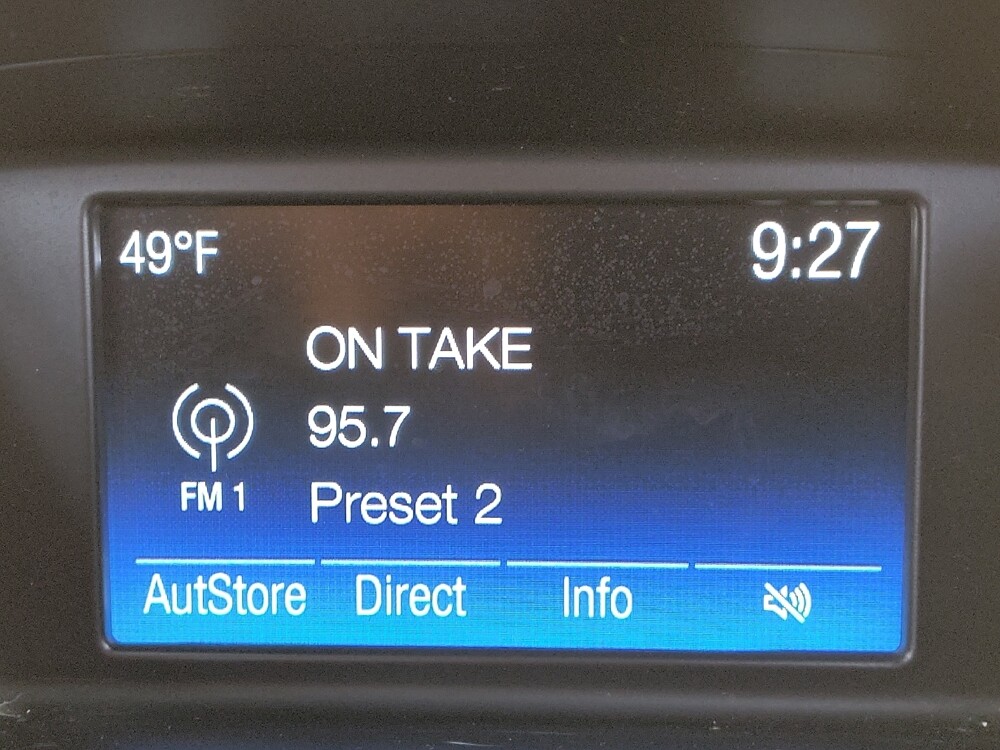 49°F 9:27
ON TAKE
95.7
FM 1 Preset 2
AutStore Direct Info